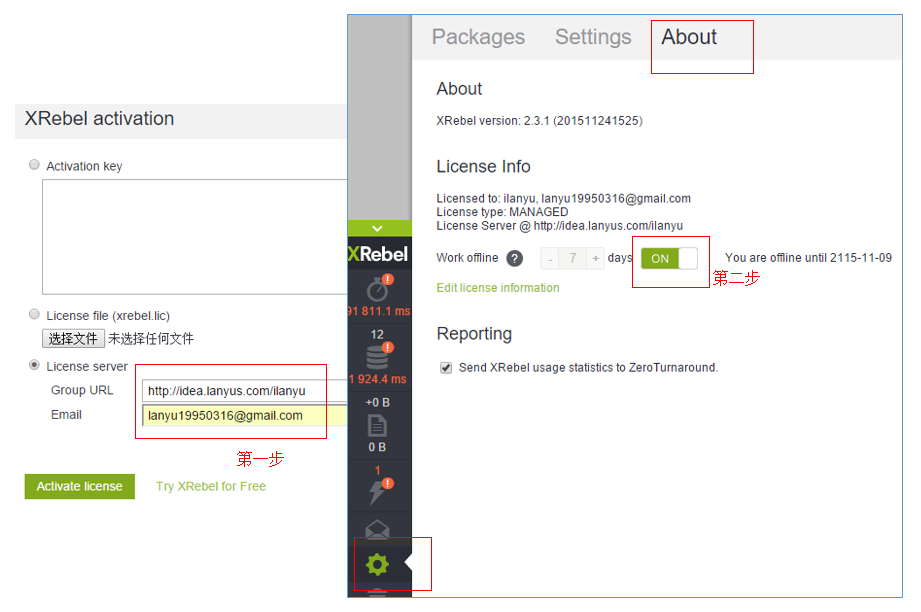 XRebel activation
Activation key
License file (xrebel.lic)
选择文件 未选择任何文件
License server
Group URL http://idea.lanyus.com/ilanyu
Email lanyu19950316@gmail.com
第一步
Activate license Try XRebel for Free
XRebel
91 811.1 ms
12
1 924.4 ms
+0 B
0 B
1
Packages Settings About
About
XRebel version: 2.3.1 (201511241525)
License Info
Licensed to: ilanyu, lanyu19950316@gmail.com
License type: MANAGED
License Server @ http://idea.lanyus.com/ilanyu
Work offline ? - 7 + days ON You are offline until 2115-11-09
第二步
Edit license information
Reporting
Send XRebel usage statistics to ZeroTurnaround.